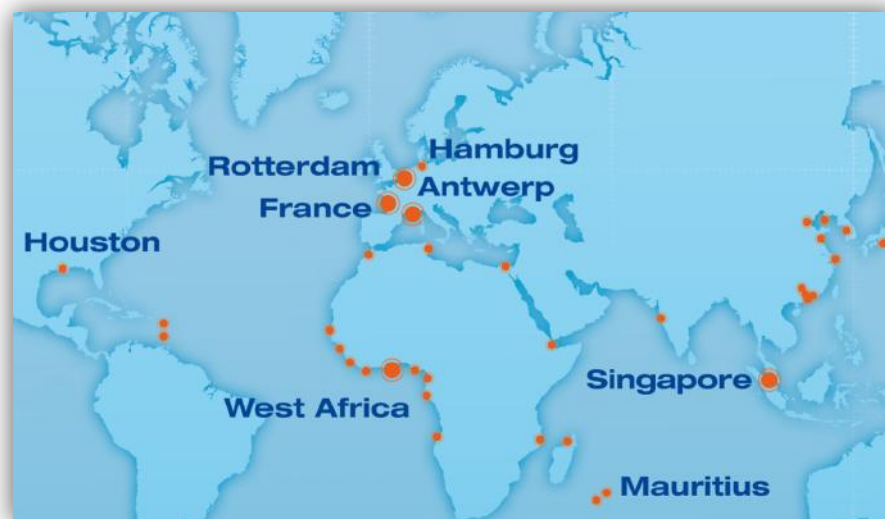 Hamburg
Rotterdam
Antwerp
France
Houston
Singapore
West Africa
Mauritius